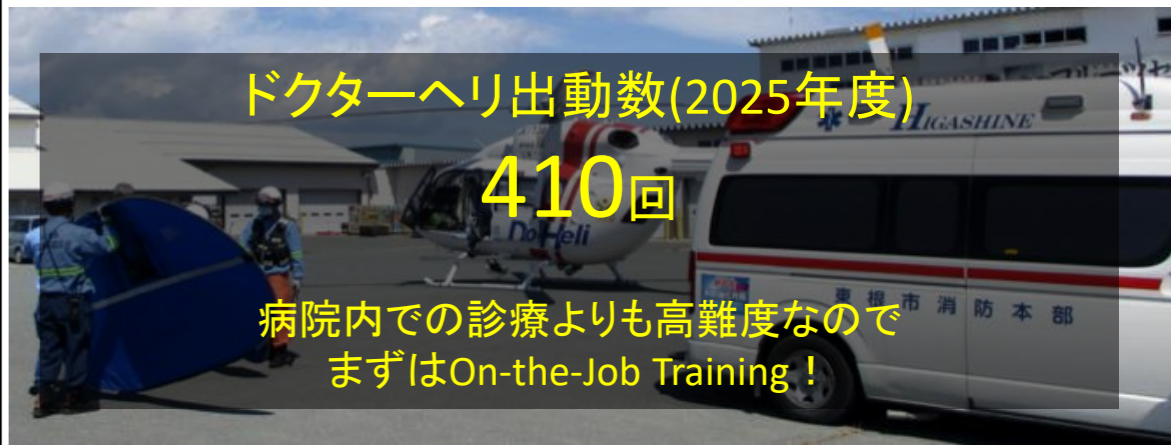 ドクターヘリ出動数(2025年度)
HIGASHINE
410回
Heli
病院内での診療よりも高難度なので
東根市消防本部
まずはOn-the-Job Training！